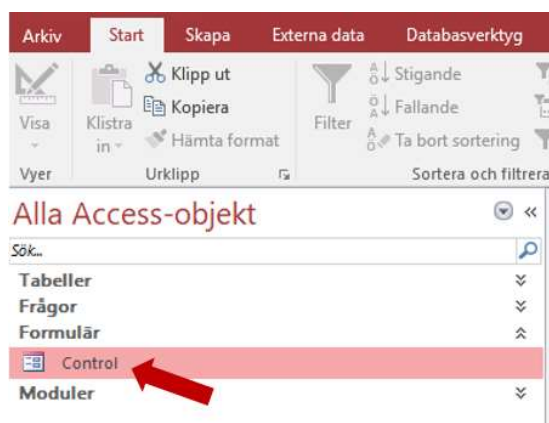 Arkiv Start Skapa Externa data Databasverktyg
Klipp ut Stigande
Kopiera Fallande
Visa Klistra in Hämta format Filter Ta bort sortering
Vyer Urklipp Sortera och filtrera
Alla Access-objekt
Sök...
Tabeller
Frågor
Formulär
Control
Moduler